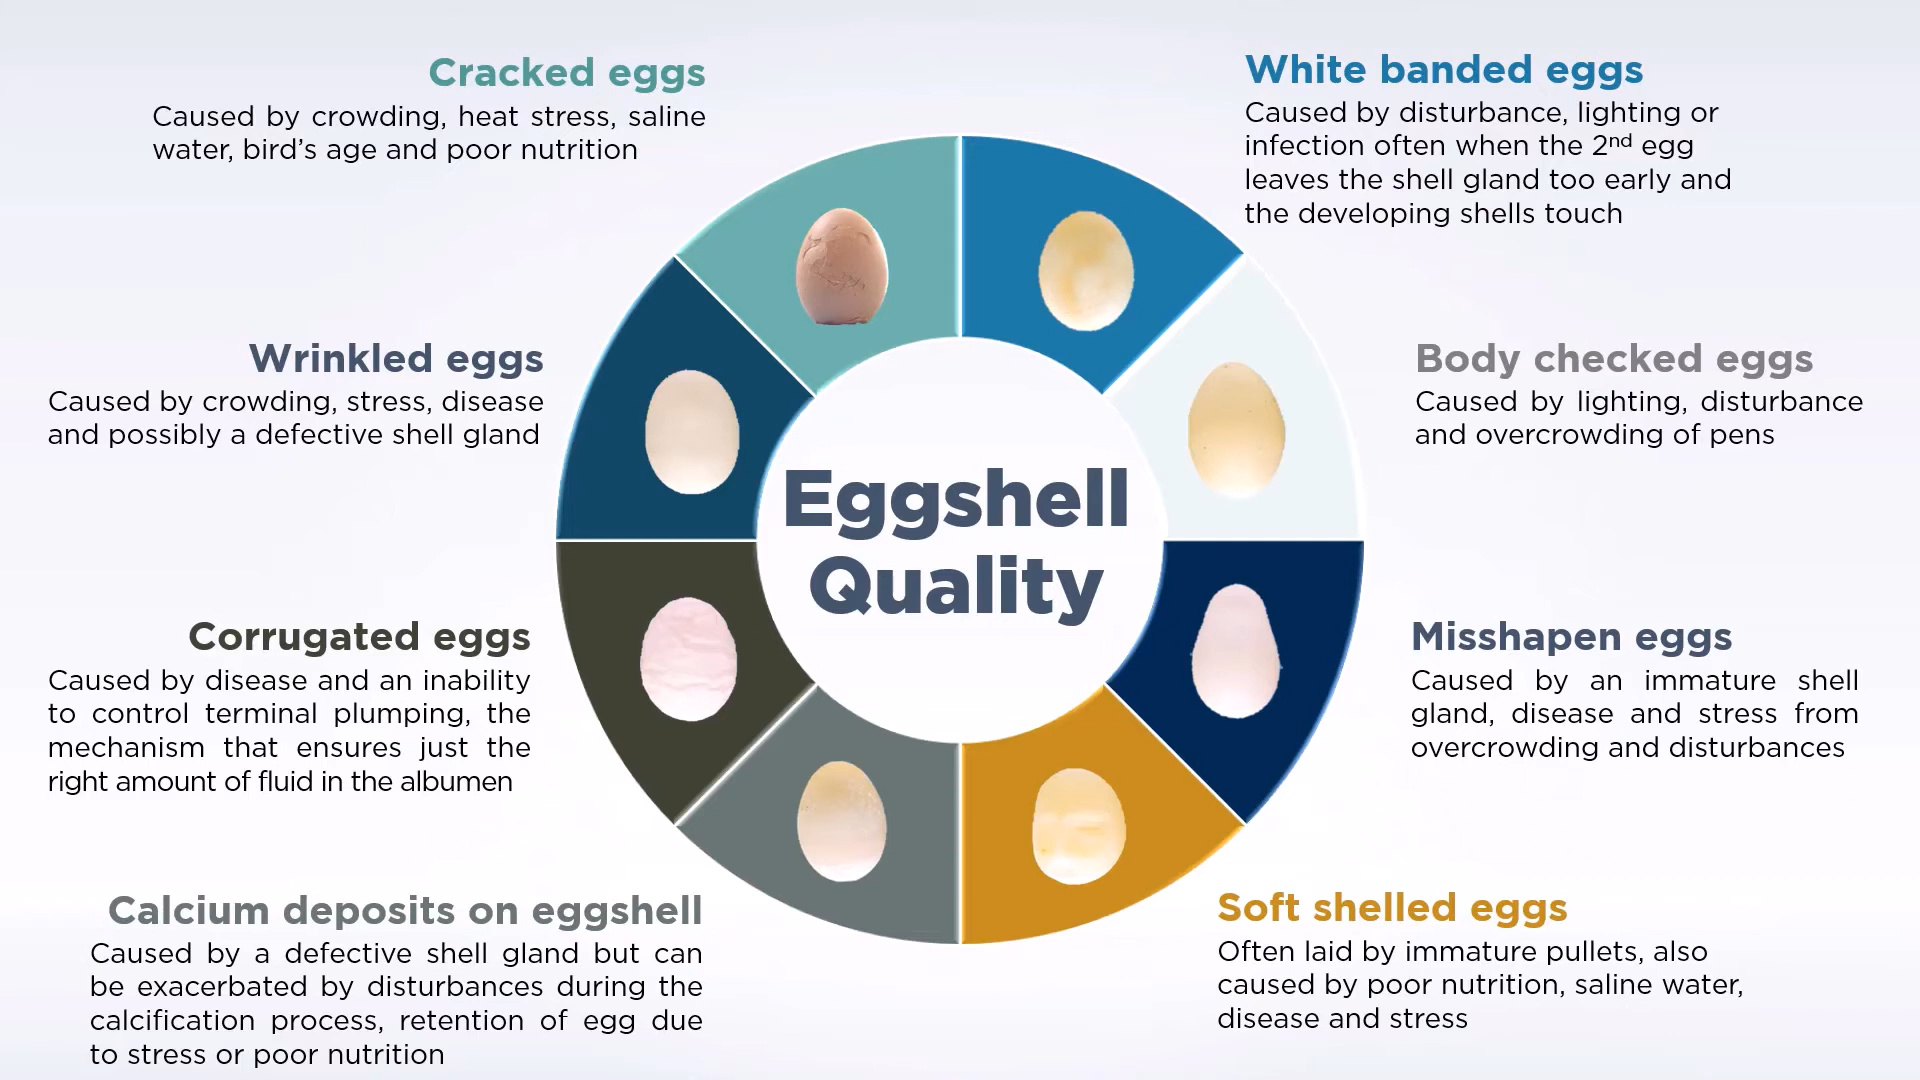 Cracked eggs
Caused by crowding, heat stress, saline
water, bird's age and poor nutrition
White banded eggs
Caused by disturbance, lighting or
infection often when the 2nd egg
leaves the shell gland too early and
the developing shells touch
Wrinkled eggs
Caused by crowding, stress, disease
and possibly a defective shell gland
Body checked eggs
Caused by lighting, disturbance
and overcrowding of pens
Eggshell
Quality
Corrugated eggs
Caused by disease and an inability
to control terminal plumping, the
mechanism that ensures just the
right amount of fluid in the albumen
Misshapen eggs
Caused by an immature shell
gland, disease and stress from
overcrowding and disturbances
Calcium deposits on eggshell
Caused by a defective shell gland but can
be exacerbated by disturbances during the
calcification process, retention of egg due
to stress or poor nutrition
Soft shelled eggs
Often laid by immature pullets, also
caused by poor nutrition, saline water,
disease and stress